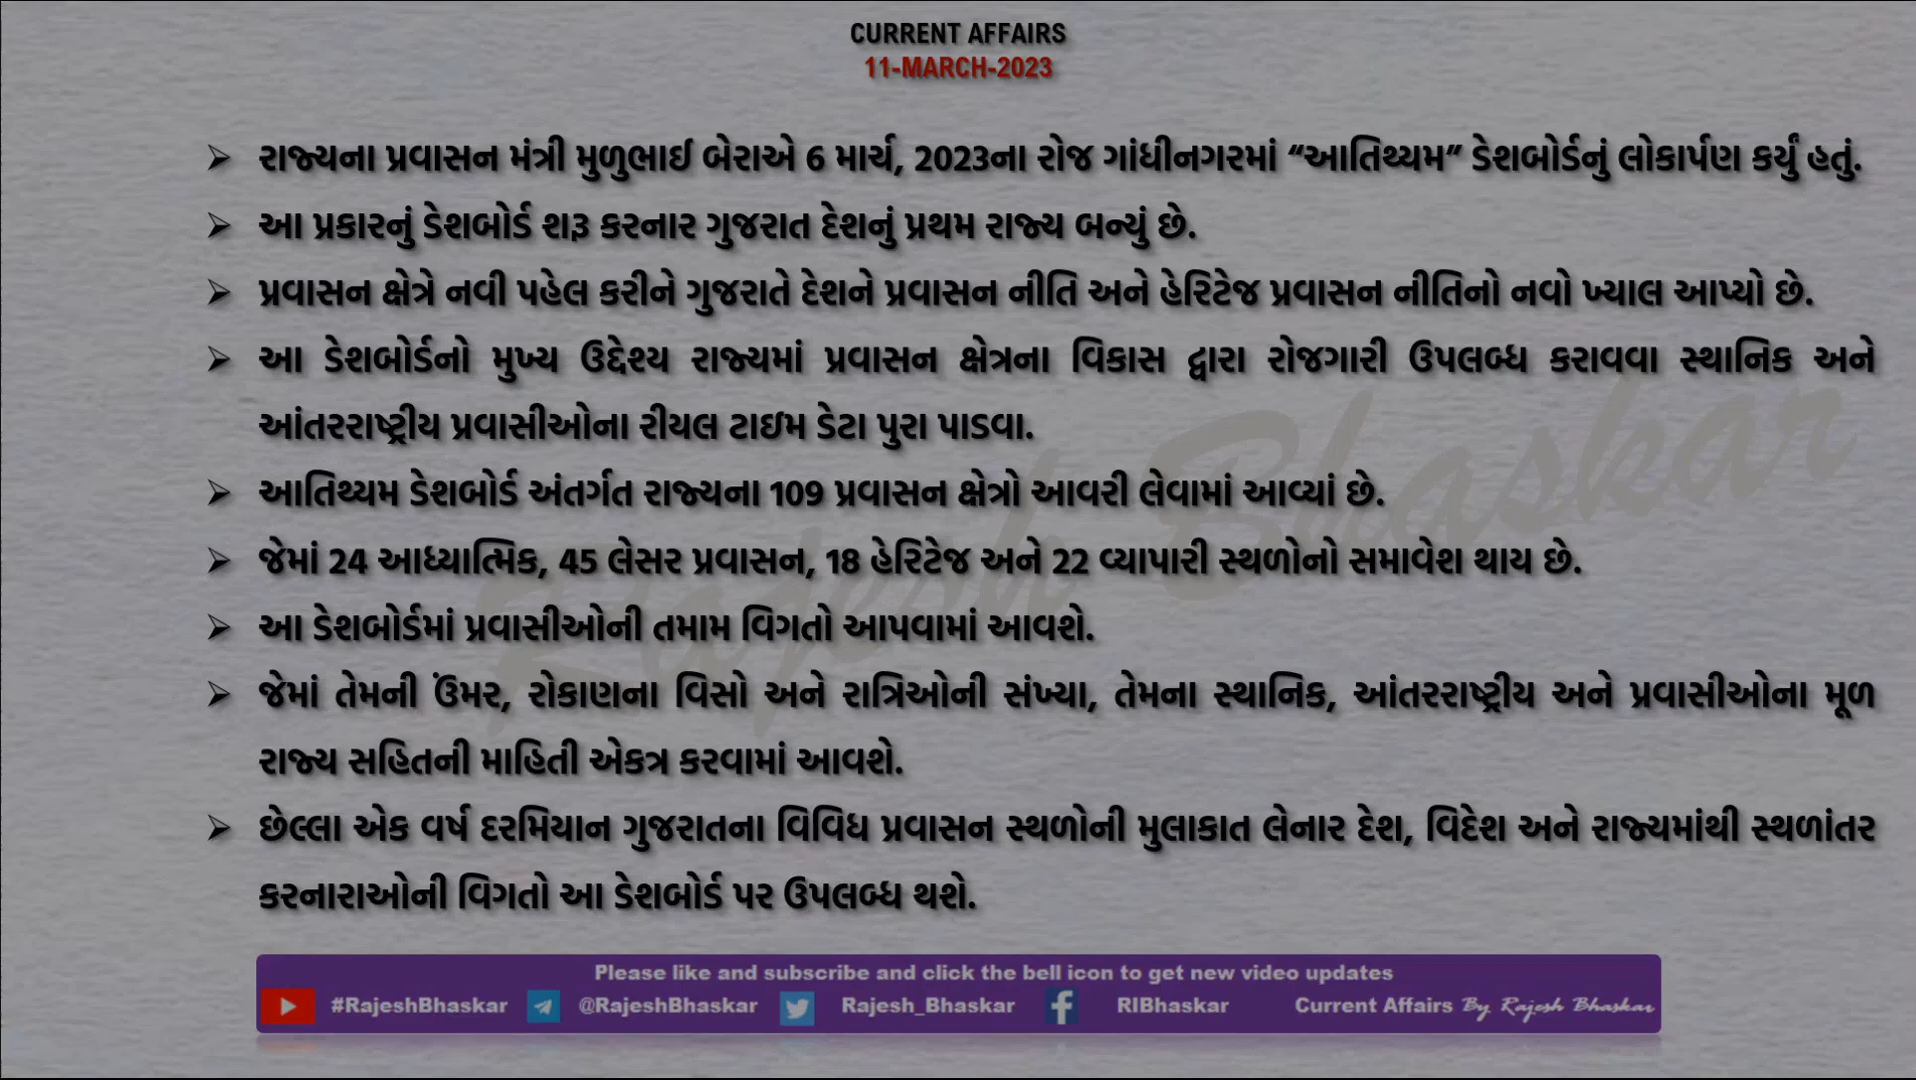 CURRENT AFFAIRS
11-MARCH-2023
➢ રાજ્યના પ્રવાસન મંત્રી મુળુભાઈ બેરાએ 6 માર્ચ, 2023ના રોજ ગાંધીનગરમાં “આતિથ્યમ” ડેશબોર્ડનું લોકાર્પણ કર્યું હતું.
➢ આ પ્રકારનું ડેશબોર્ડ શરૂ કરનાર ગુજરાત દેશનું પ્રથમ રાજ્ય બન્યું છે.
➢ પ્રવાસન ક્ષેત્રે નવી પહેલ કરીને ગુજરાતે દેશને પ્રવાસન નીતિ અને હેરિટેજ પ્રવાસન નીતિનો નવો ખ્યાલ આપ્યો છે.
➢ આ ડેશબોર્ડનો મુખ્ય ઉદ્દેશ્ય રાજ્યમાં પ્રવાસન ક્ષેત્રના વિકાસ દ્વારા રોજગારી ઉપલબ્ધ કરાવવા સ્થાનિક અને
આંતરરાષ્ટ્રીય પ્રવાસીઓના રીયલ ટાઇમ ડેટા પુરા પાડવા.
➢ આતિથ્યમ ડેશબોર્ડ અંતર્ગત રાજ્યના 109 પ્રવાસન ક્ષેત્રો આવરી લેવામાં આવ્યાં છે.
➢ જેમાં 24 આધ્યાત્મિક, 45 લેસર પ્રવાસન, 18 હેરિટેજ અને 22 વ્યાપારી સ્થળોનો સમાવેશ થાય છે.
➢ આ ડેશબોર્ડમાં પ્રવાસીઓની તમામ વિગતો આપવામાં આવશે.
➢ જેમાં તેમની ઉંમર, રોકાણના વિસો અને રાત્રિઓની સંખ્યા, તેમના સ્થાનિક, આંતરરાષ્ટ્રીય અને પ્રવાસીઓના મૂળ
રાજ્ય સહિતની માહિતી એકત્ર કરવામાં આવશે.
➢ છેલ્લા એક વર્ષ દરમિયાન ગુજરાતના વિવિધ પ્રવાસન સ્થળોની મુલાકાત લેનાર દેશ, વિદેશ અને રાજ્યમાંથી સ્થળાંતર
કરનારાઓની વિગતો આ ડેશબોર્ડ પર ઉપલબ્ધ થશે.
Rajesh Bhaskar
Please like and subscribe and click the bell icon to get new video updates
#RajeshBhaskar @RajeshBhaskar Rajesh_Bhaskar RIBhaskar Current Affairs By Rajesh Bhaskar